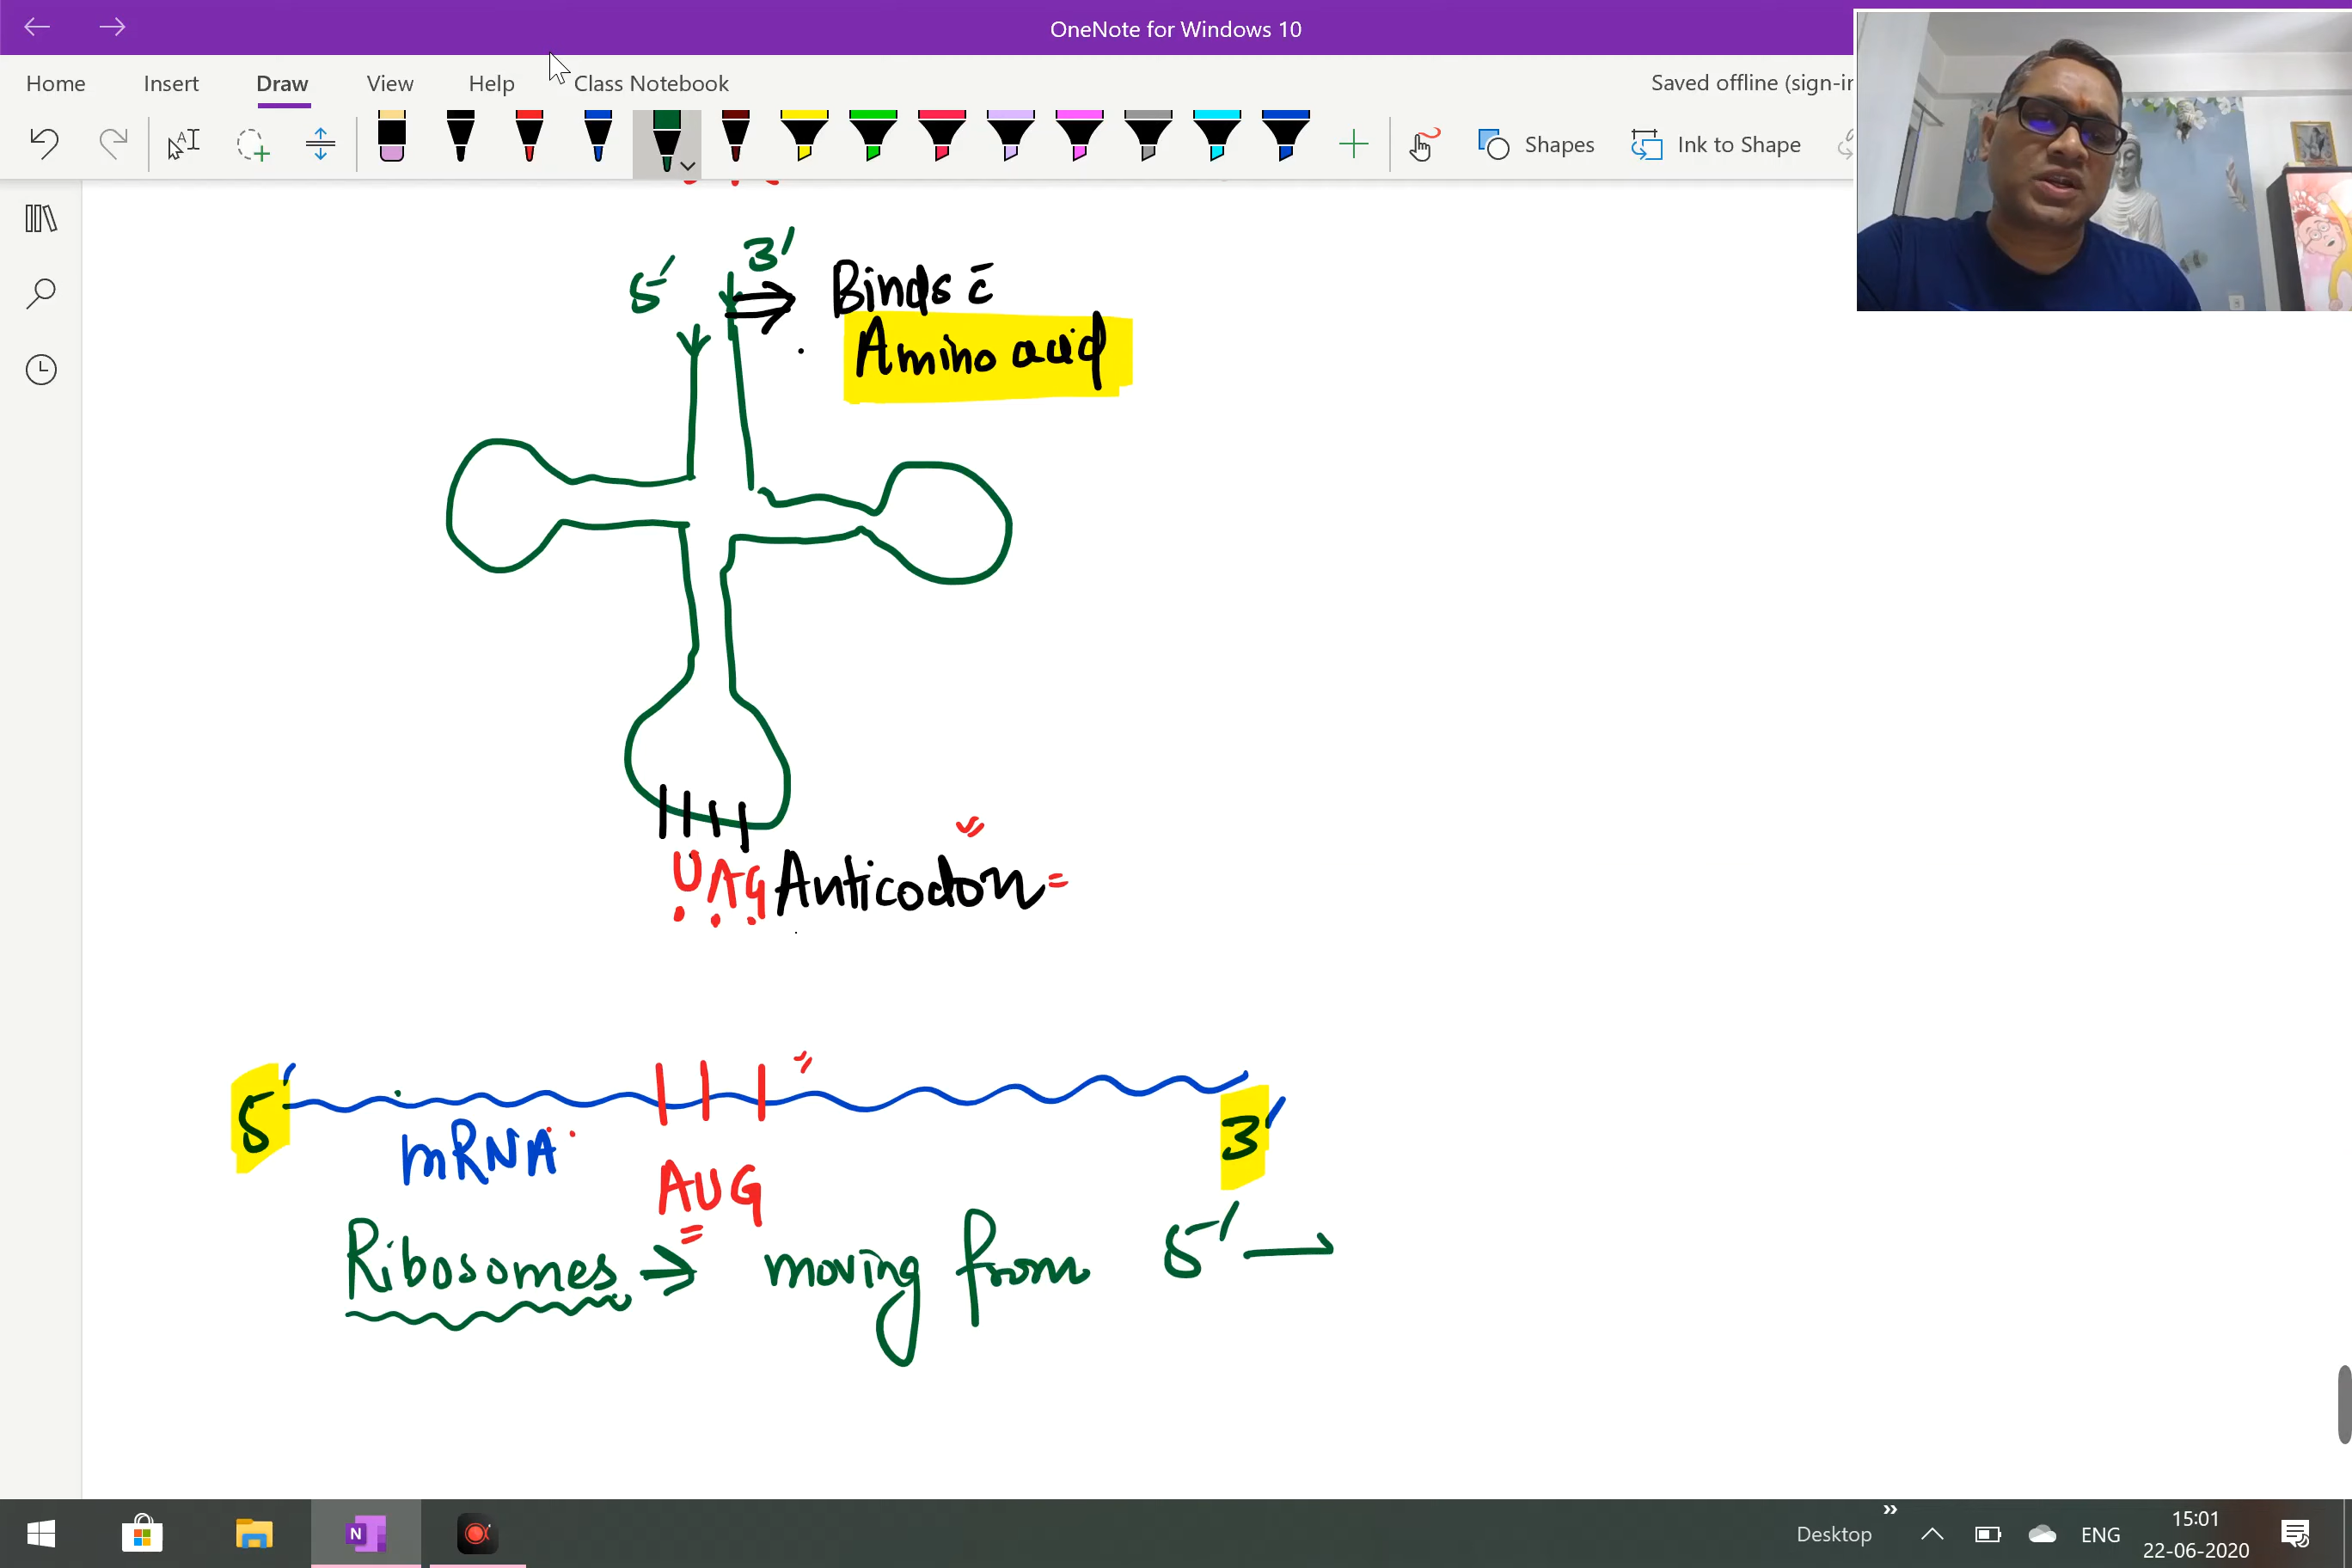 OneNote for Windows 10
Home Insert Draw View Help Class Notebook Saved offline (sign-in
Shapes Ink to Shape
5' 3' Binds c̄
Amino acid
UAG Anticodon =
5' 3'
mRNA
AUG
Ribosomes → moving from 5' →
Desktop ENG 15:01
22-06-2020